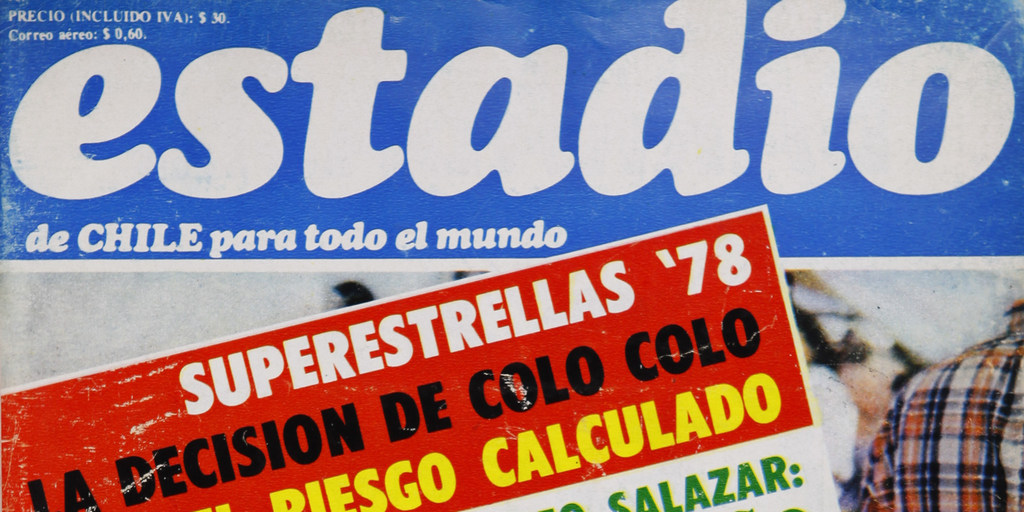 PRECIO (INCLUIDO IVA): $ 30.
Correo aéreo: $ 0,60.
estadio
de CHILE para todo el mundo
SUPERESTRELLAS '78
LA DECISION DE COLO COLO
RIESGO CALCULADO
SALAZAR: